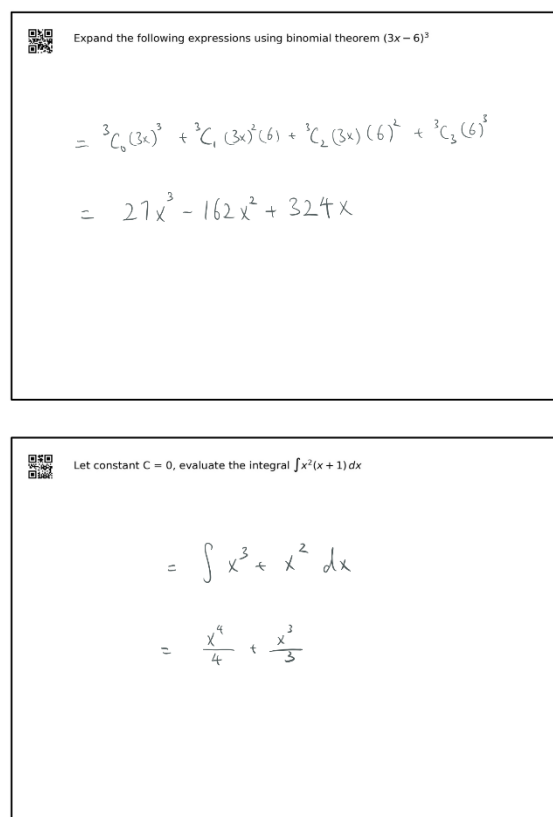 Expand the following expressions using binomial theorem (3x − 6)³
= ³C₀ (3x)³ + ³C₁ (3x)² (6) + ³C₂ (3x) (6)² + ³C₃ (6)³
= 27x³ - 162x² + 324x
Let constant C = 0, evaluate the integral ∫x²(x + 1) dx
= ∫ x³ + x² dx
= x⁴/4 + x³/3